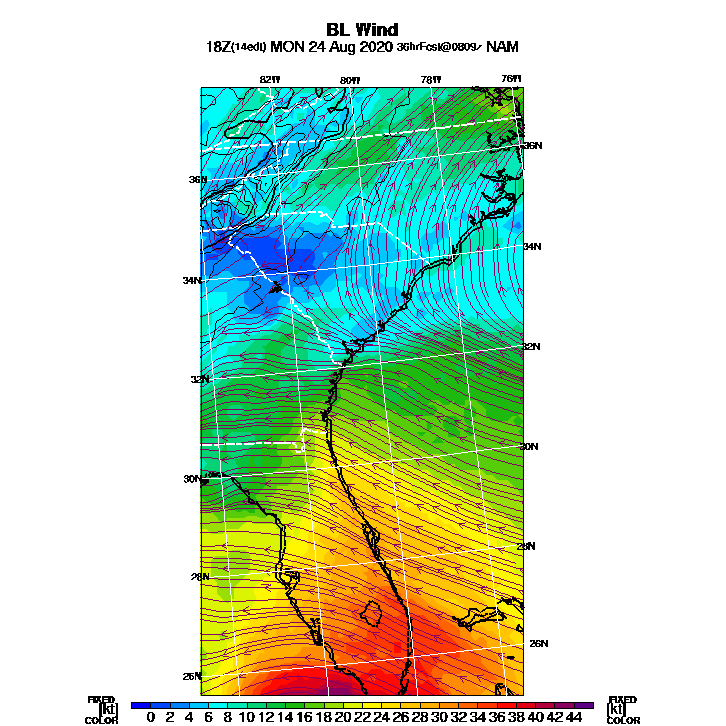 BL Wind
18Z(14edt) MON 24 Aug 2020 36hrFcst@0809z NAM
82W 80W 78W 76W
36N 36N
34N 34N
32N 32N
30N 30N
28N 28N
26N 26N
FIXED FIXED
[kt] 0 2 4 6 8 10 12 14 16 18 20 22 24 26 28 30 32 34 36 38 40 42 44 [kt]
COLOR COLOR